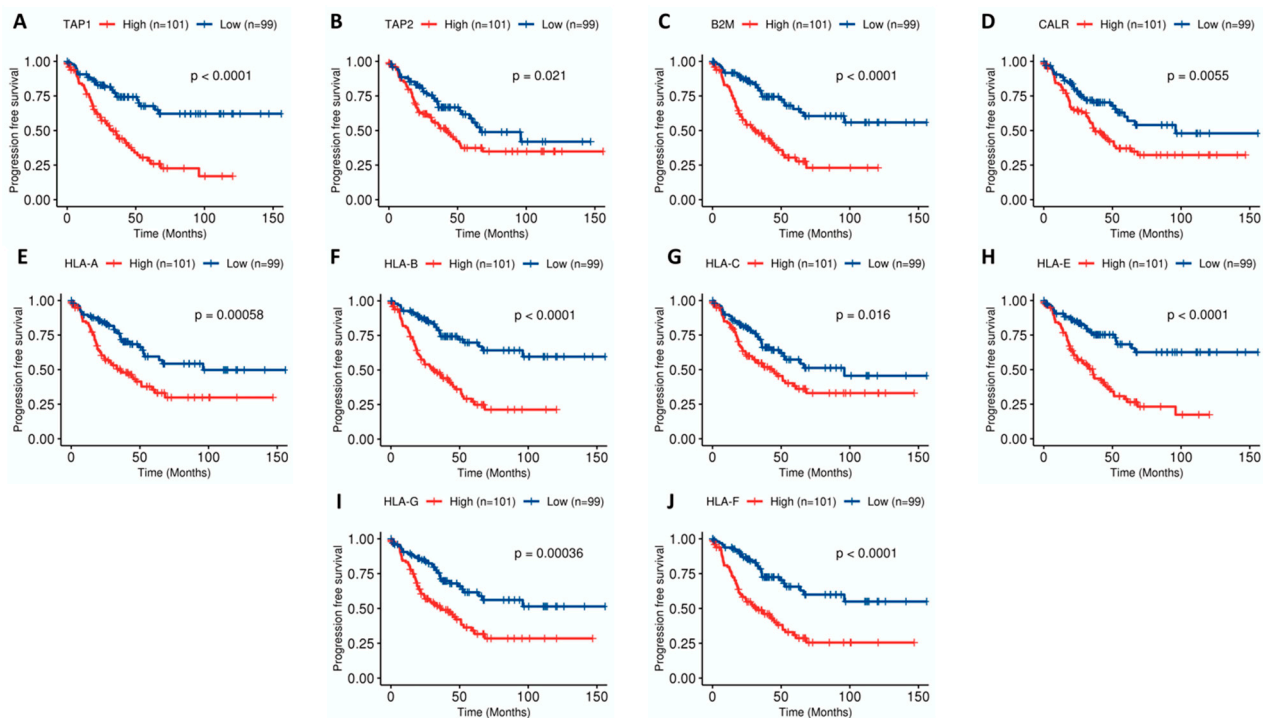 A TAP1 High (n=101) Low (n=99)
Progression free survival
1.00
0.75
0.50
0.25
0.00
p < 0.0001
0 50 100 150
Time (Months)
B TAP2 High (n=101) Low (n=99)
Progression free survival
1.00
0.75
0.50
0.25
0.00
p = 0.021
0 50 100 150
Time (Months)
C B2M High (n=101) Low (n=99)
Progression free survival
1.00
0.75
0.50
0.25
0.00
p < 0.0001
0 50 100 150
Time (Months)
D CALR High (n=101) Low (n=99)
Progression free survival
1.00
0.75
0.50
0.25
0.00
p = 0.0055
0 50 100 150
Time (Months)
E HLA-A High (n=101) Low (n=99)
Progression free survival
1.00
0.75
0.50
0.25
0.00
p = 0.00058
0 50 100 150
Time (Months)
F HLA-B High (n=101) Low (n=99)
Progression free survival
1.00
0.75
0.50
0.25
0.00
p < 0.0001
0 50 100 150
Time (Months)
G HLA-C High (n=101) Low (n=99)
Progression free survival
1.00
0.75
0.50
0.25
0.00
p = 0.016
0 50 100 150
Time (Months)
H HLA-E High (n=101) Low (n=99)
Progression free survival
1.00
0.75
0.50
0.25
0.00
p < 0.0001
0 50 100 150
Time (Months)
I HLA-G High (n=101) Low (n=99)
Progression free survival
1.00
0.75
0.50
0.25
0.00
p = 0.00036
0 50 100 150
Time (Months)
J HLA-F High (n=101) Low (n=99)
Progression free survival
1.00
0.75
0.50
0.25
0.00
p < 0.0001
0 50 100 150
Time (Months)